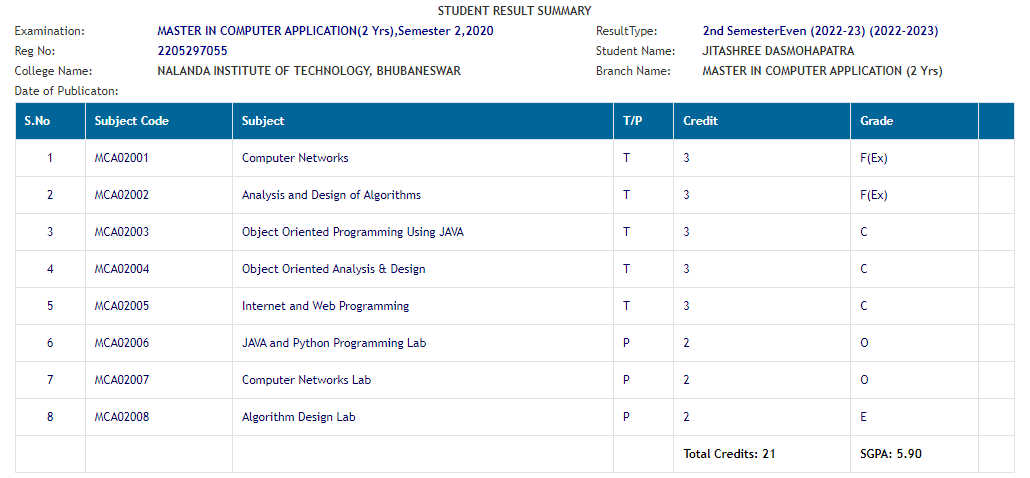 STUDENT RESULT SUMMARY
Examination: MASTER IN COMPUTER APPLICATION(2 Yrs),Semester 2,2020 ResultType: 2nd SemesterEven (2022-23) (2022-2023)
Reg No: 2205297055 Student Name: JITASHREE DASMOHAPATRA
College Name: NALANDA INSTITUTE OF TECHNOLOGY, BHUBANESWAR Branch Name: MASTER IN COMPUTER APPLICATION (2 Yrs)
Date of Publicaton:
S.No Subject Code Subject T/P Credit Grade
1 MCA02001 Computer Networks T 3 F(Ex)
2 MCA02002 Analysis and Design of Algorithms T 3 F(Ex)
3 MCA02003 Object Oriented Programming Using JAVA T 3 C
4 MCA02004 Object Oriented Analysis & Design T 3 C
5 MCA02005 Internet and Web Programming T 3 C
6 MCA02006 JAVA and Python Programming Lab P 2 O
7 MCA02007 Computer Networks Lab P 2 O
8 MCA02008 Algorithm Design Lab P 2 E
Total Credits: 21 SGPA: 5.90